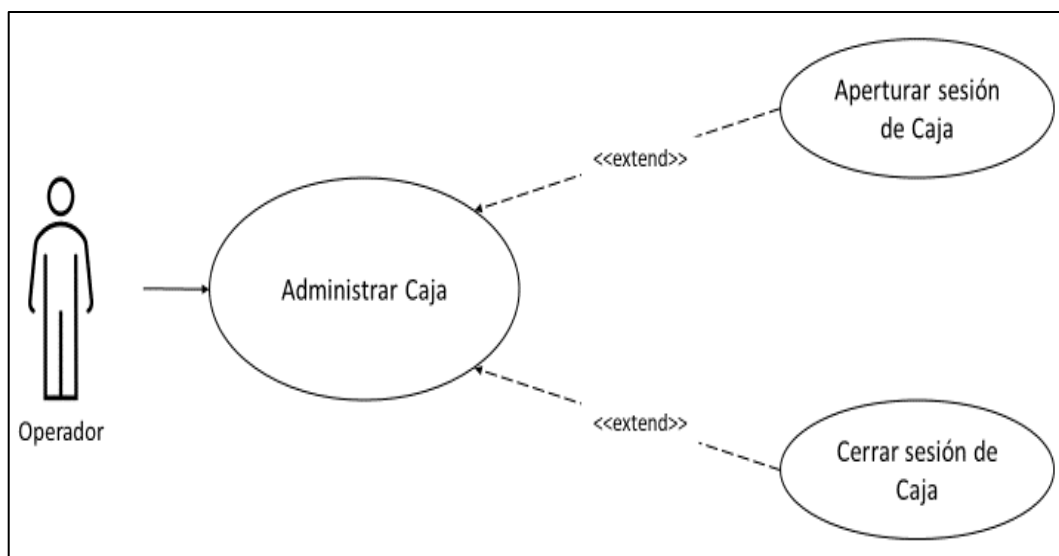 Aperturar sesión
de Caja
<<extend>>
Administrar Caja
<<extend>>
Operador
Cerrar sesión de
Caja